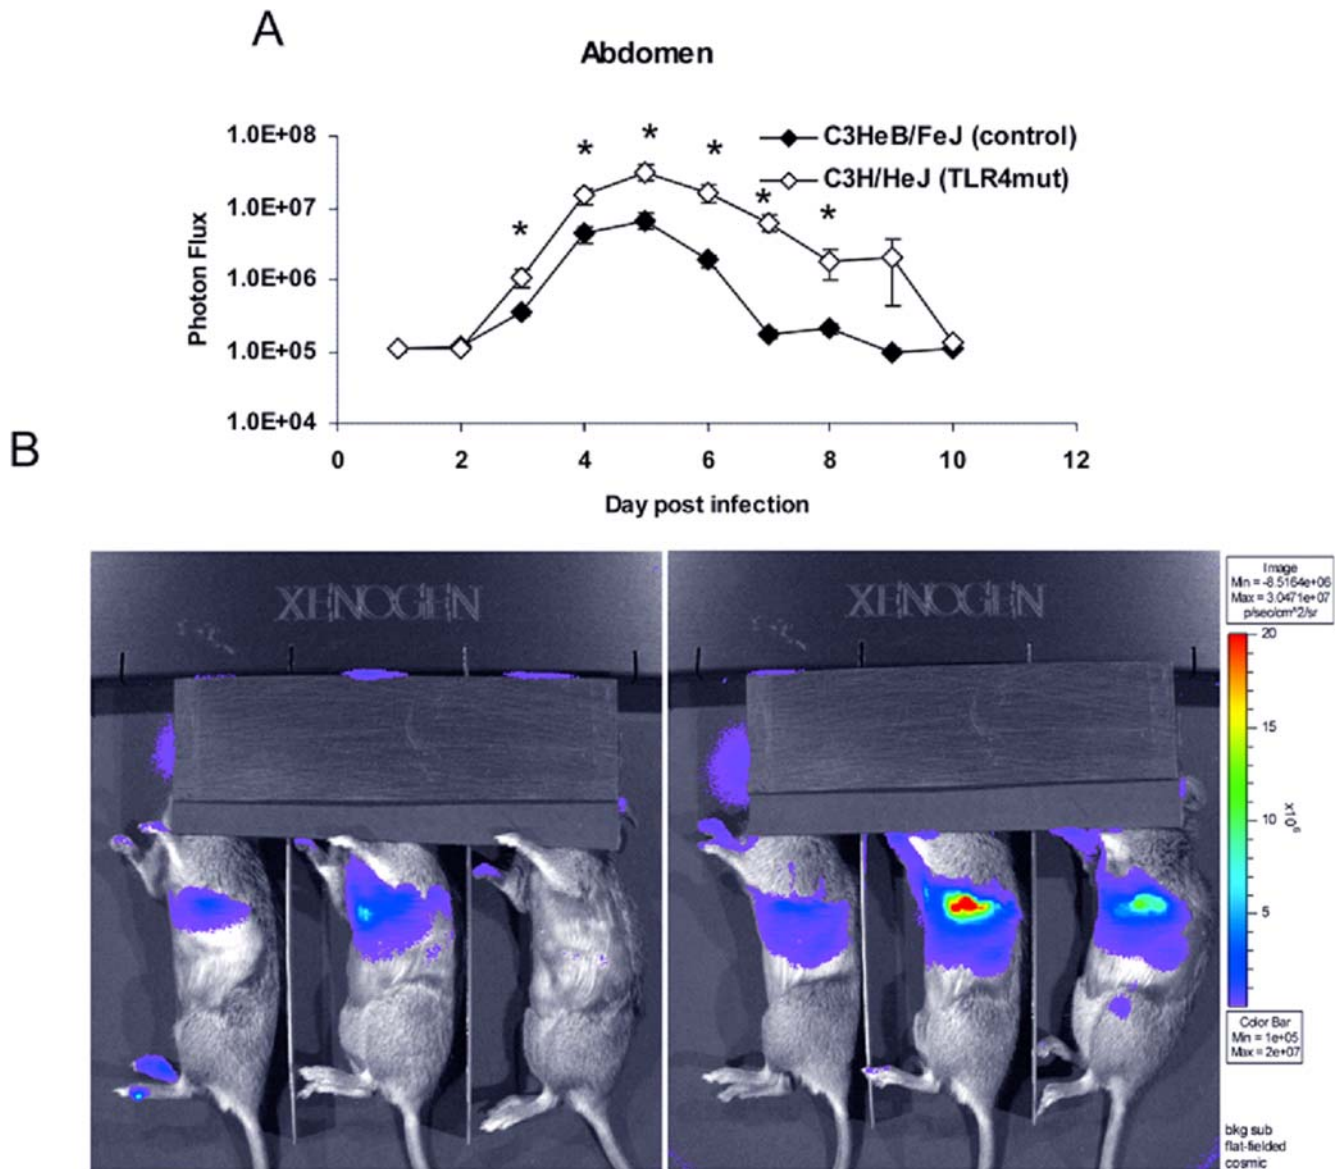 A
Abdomen
1.0E+08
1.0E+07
1.0E+06
1.0E+05
1.0E+04
Photon Flux
* * * * * *
C3HeB/FeJ (control)
C3H/HeJ (TLR4mut)
0 2 4 6 8 10 12
Day post infection
B
XENOGEN
XENOGEN
Image
Min = -8.5164e+06
Max = 3.0471e+07
p/sec/cm^2/sr
20
15
10
5
x10⁶
Color Bar
Min = 1e+05
Max = 2e+07
bkg sub
flat-fielded
cosmic